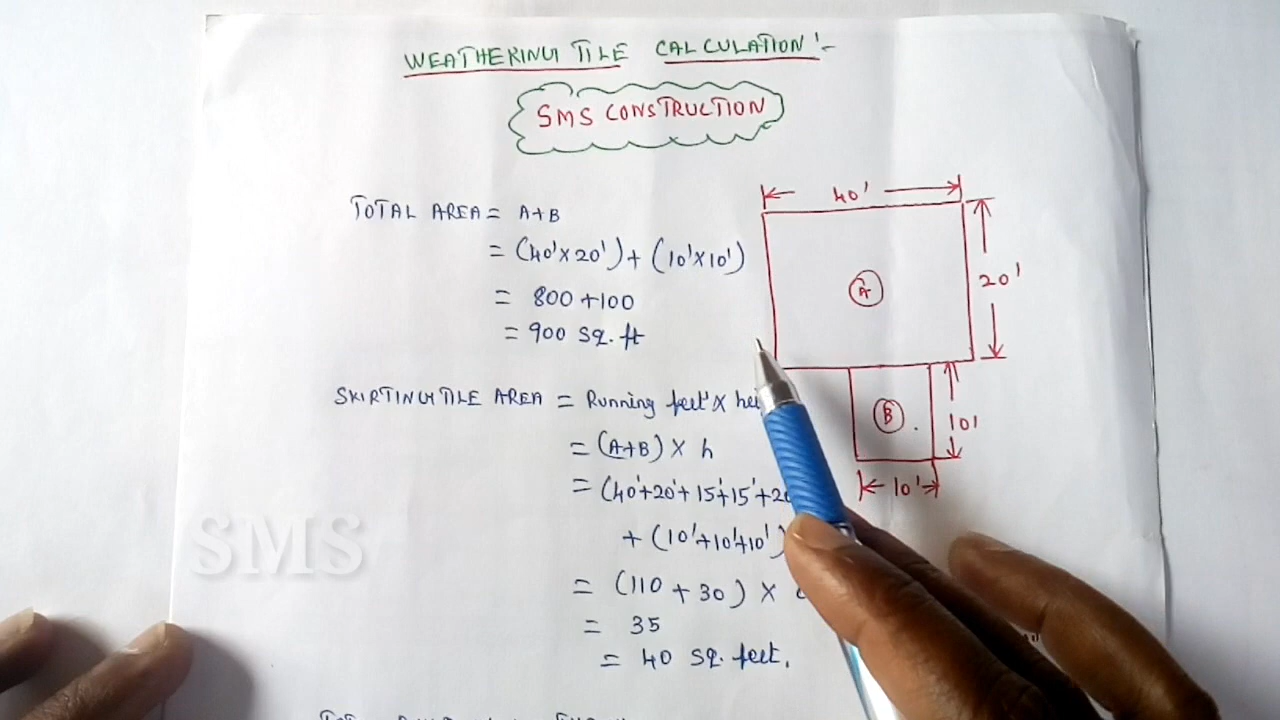 WEATHERING TILE CALCULATION:-
SMS CONSTRUCTION
TOTAL AREA = A+B
= (40'x20') + (10'x10')
= 800 + 100
= 900 sq.ft
SKIRTING TILE AREA = Running feet x
= (A+B) x h
= (40'+20'+15'+15'+
+ (10'+10'+10')
= (110 + 30) x
= 35
= 40 sq.feet.
40'
A
20'
B
10'
10'
SMS